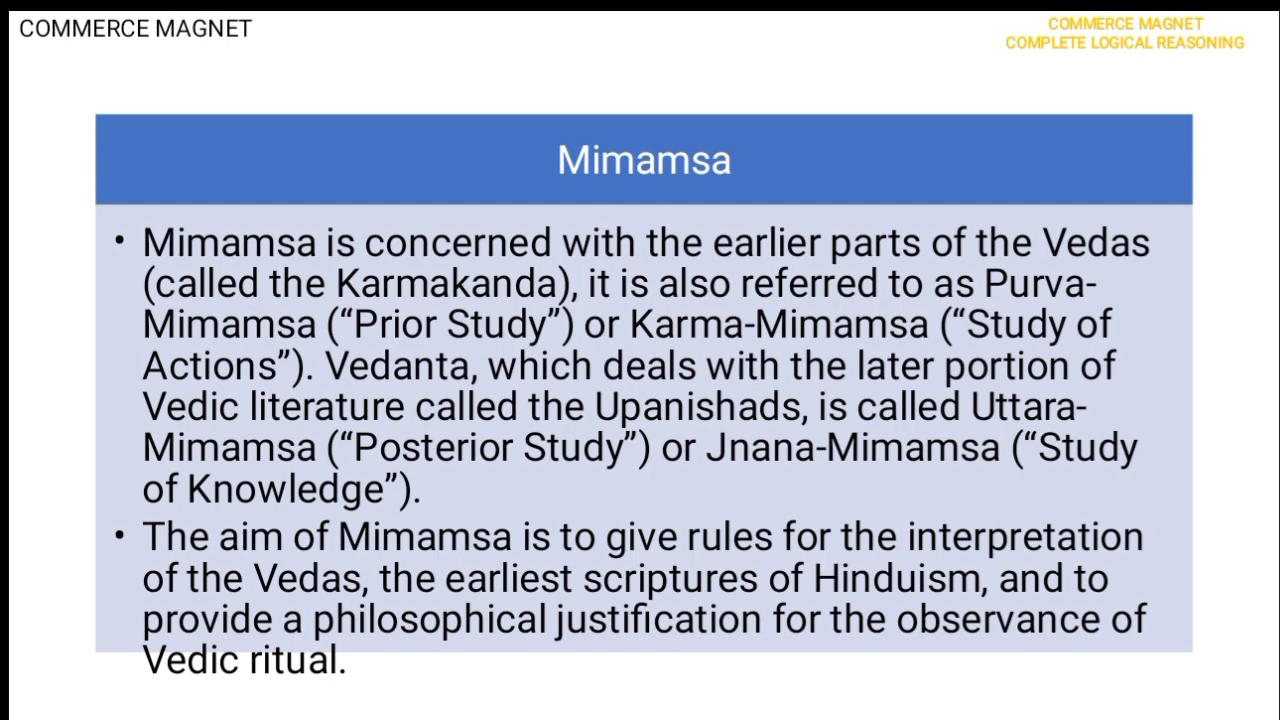 COMMERCE MAGNET
COMMERCE MAGNET
COMPLETE LOGICAL REASONING
Mimamsa
• Mimamsa is concerned with the earlier parts of the Vedas
(called the Karmakanda), it is also referred to as Purva-
Mimamsa (“Prior Study”) or Karma-Mimamsa (“Study of
Actions”). Vedanta, which deals with the later portion of
Vedic literature called the Upanishads, is called Uttara-
Mimamsa (“Posterior Study”) or Jnana-Mimamsa (“Study
of Knowledge”).
• The aim of Mimamsa is to give rules for the interpretation
of the Vedas, the earliest scriptures of Hinduism, and to
provide a philosophical justification for the observance of
Vedic ritual.